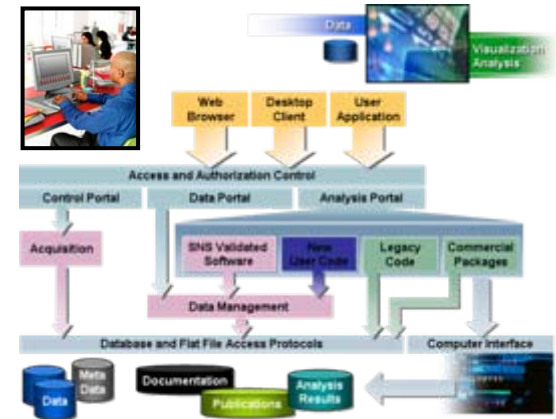 Data
Visualization
Analysis
Web
Browser
Desktop
Client
User
Application
Access and Authorization Control
Control Portal
Data Portal
Analysis Portal
Acquisition
SNS Validated
Software
New
User Code
Legacy
Code
Commercial
Packages
Data Management
Database and Flat File Access Protocols
Computer Interface
Meta
Data
Data
Documentation
Publications
Analysis
Results